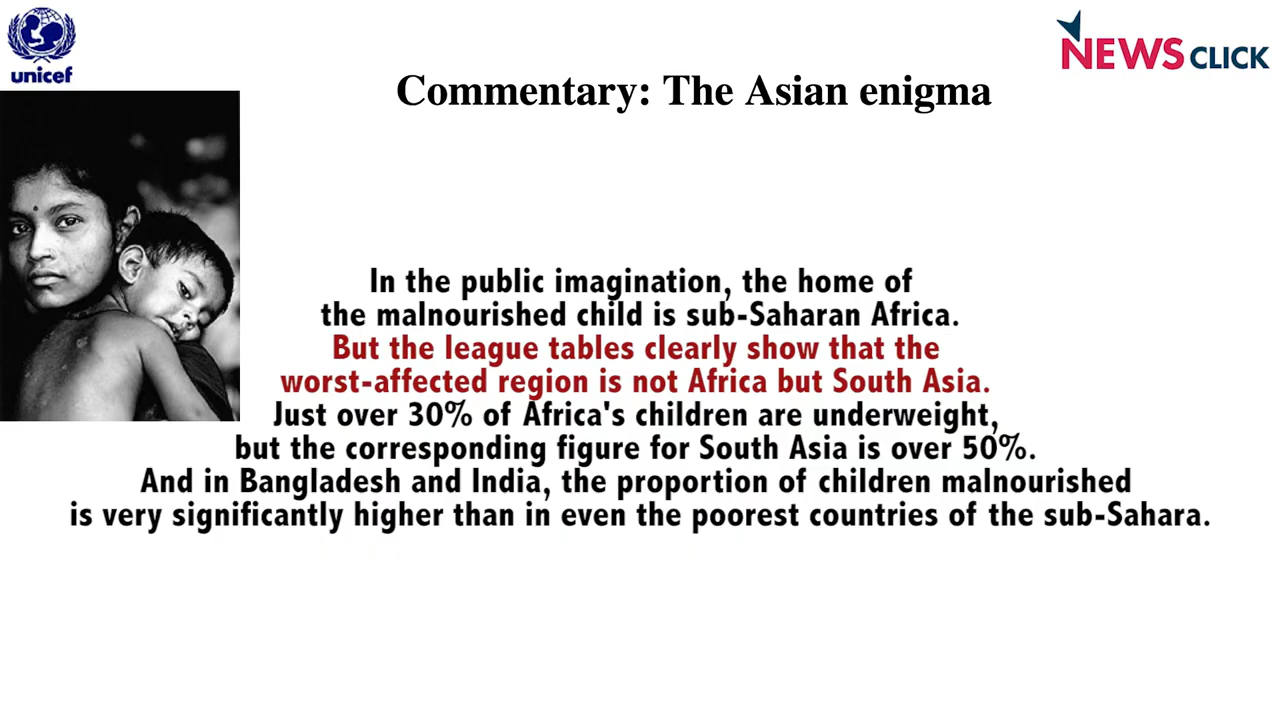 unicef
NEWSCLICK
Commentary: The Asian enigma
In the public imagination, the home of
the malnourished child is sub-Saharan Africa.
But the league tables clearly show that the
worst-affected region is not Africa but South Asia.
Just over 30% of Africa's children are underweight,
but the corresponding figure for South Asia is over 50%.
And in Bangladesh and India, the proportion of children malnourished
is very significantly higher than in even the poorest countries of the sub-Sahara.